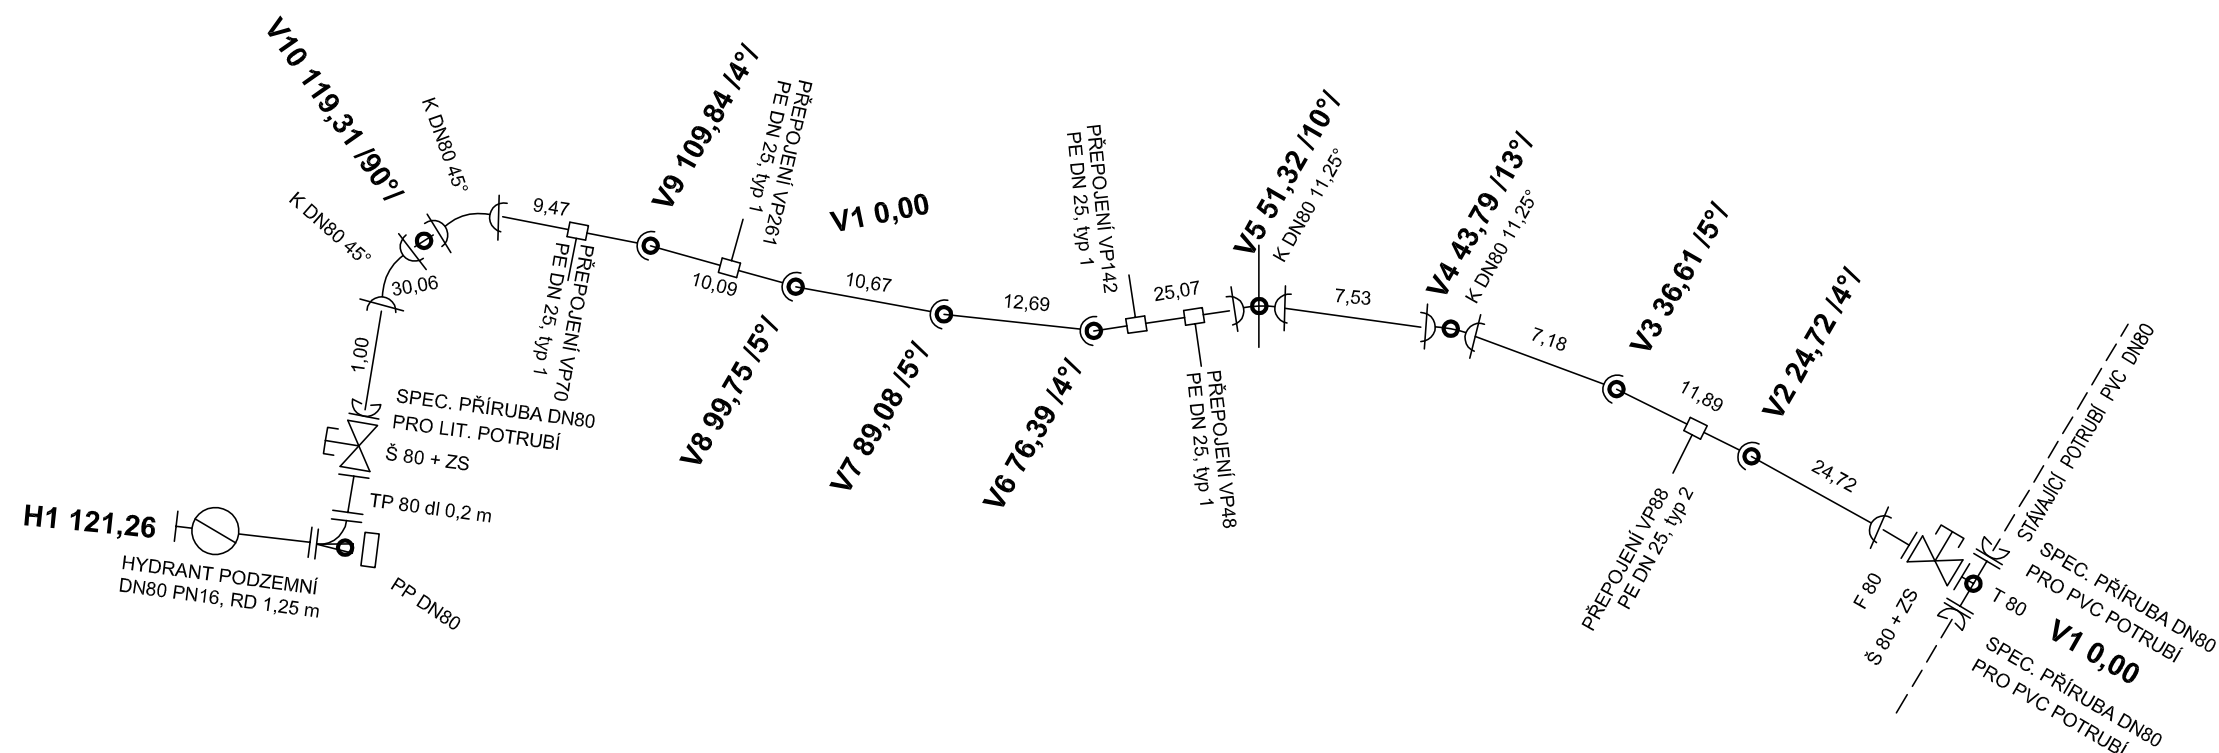 V10 119,31 /90°/
K DN80 45°
K DN80 45°
30,06
9,47
PŘEPOJENÍ VP70
PE DN 25, typ 1
V9 109,84 /4°/
PŘEPOJENÍ VP261
PE DN 25, typ 1
10,09
V1 0,00
10,67
V8 99,75 /5°/
12,69
V7 89,08 /5°/
PŘEPOJENÍ VP142
PE DN 25, typ 1
25,07
V6 76,39 /4°/
PŘEPOJENÍ VP48
PE DN 25, typ 1
V5 51,32 /10°/
K DN80 11,25°
7,53
V4 43,79 /13°/
K DN80 11,25°
7,18
V3 36,61 /5°/
11,89
V2 24,72 /4°/
PŘEPOJENÍ VP88
PE DN 25, typ 2
24,72
STÁVAJÍCÍ POTRUBÍ PVC DN80
SPEC. PŘÍRUBA DN80
PRO PVC POTRUBÍ
F 80
Š 80 + ZS
T 80
V1 0,00
SPEC. PŘÍRUBA DN80
PRO PVC POTRUBÍ
1,00
SPEC. PŘÍRUBA DN80
PRO LIT. POTRUBÍ
Š 80 + ZS
TP 80 dl 0,2 m
H1 121,26
HYDRANT PODZEMNÍ
DN80 PN16, RD 1,25 m
PP DN80